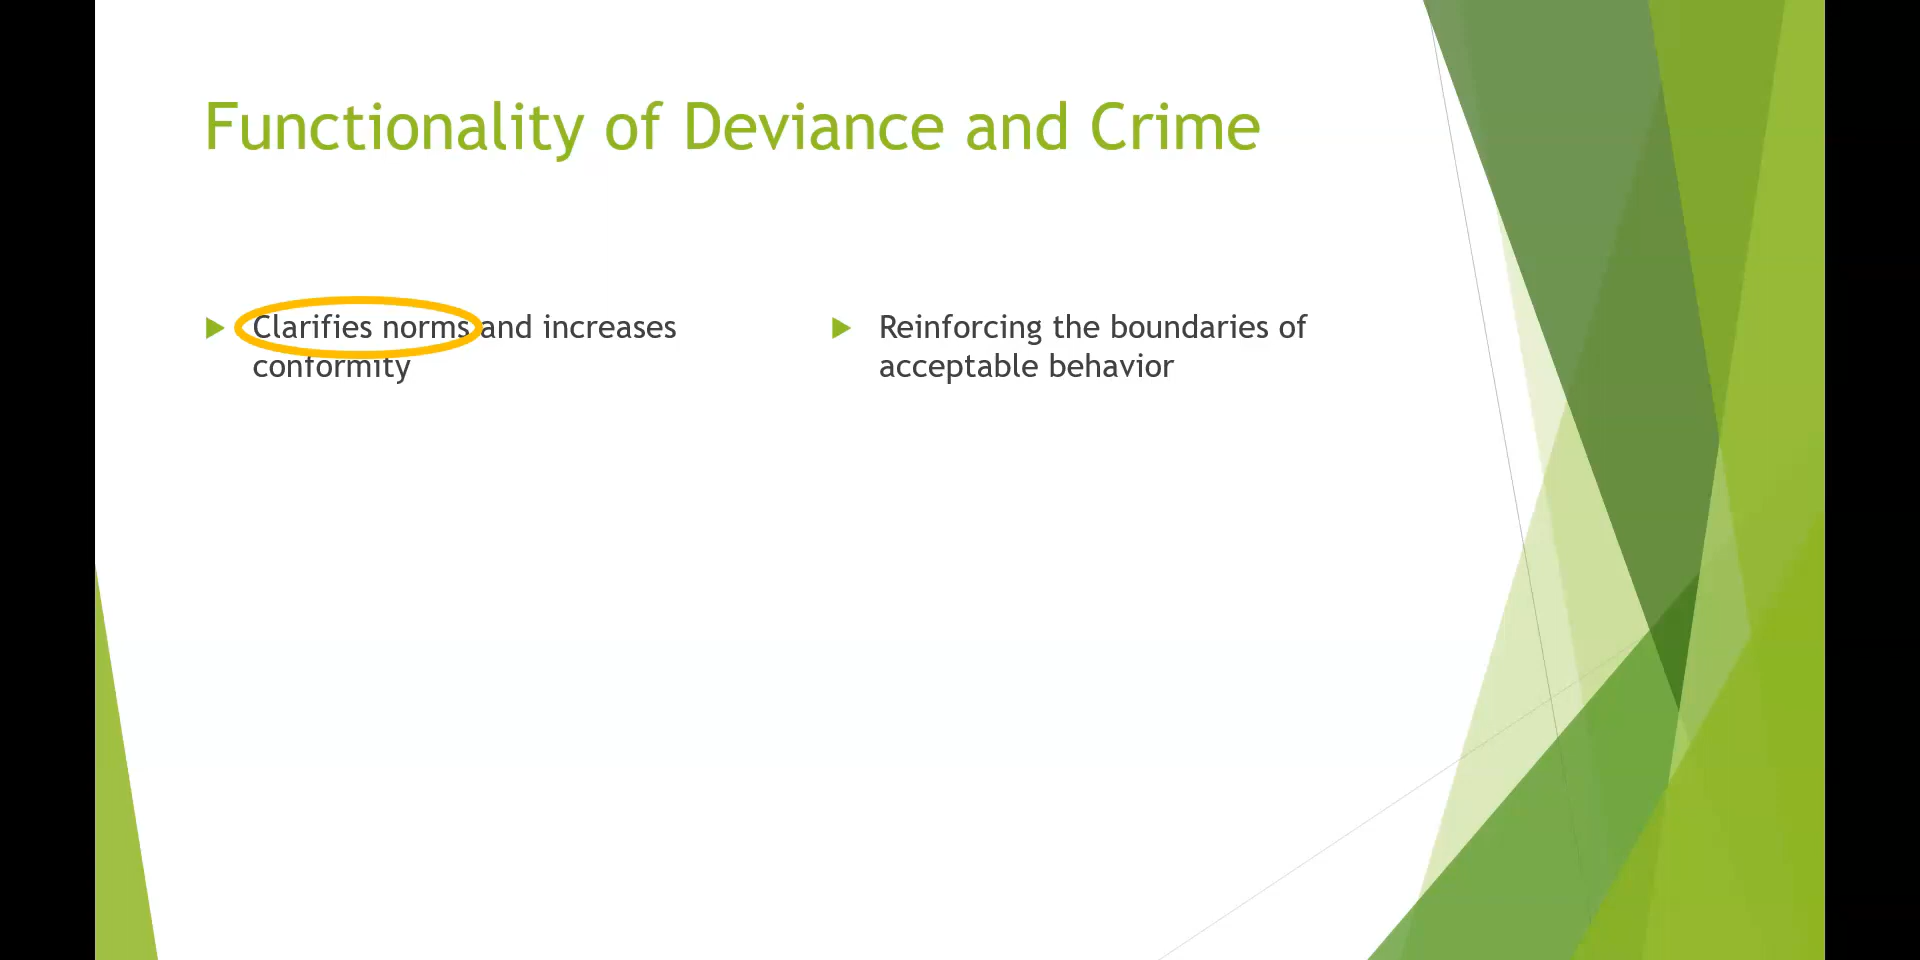 Functionality of Deviance and Crime
Clarifies norms and increases
conformity
Reinforcing the boundaries of
acceptable behavior